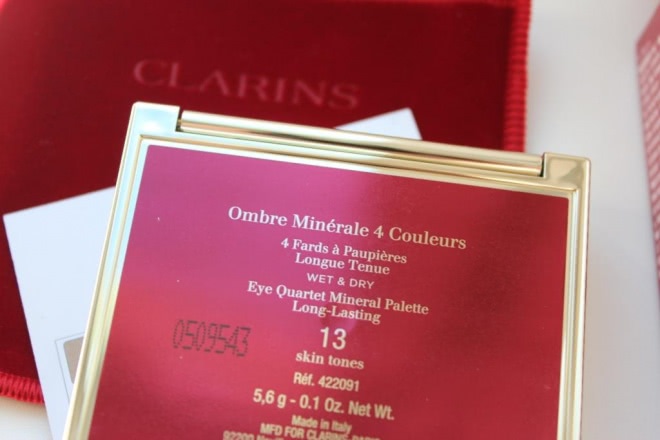 CLARINS
Ombre Minérale 4 Couleurs
4 Fards à Paupières
Longue Tenue
WET & DRY
Eye Quartet Mineral Palette
Long-Lasting
0509543
13
skin tones
Réf. 422091
5,6 g - 0.1 Oz. Net Wt.
Made in Italy
MFD FOR CLARINS
92200